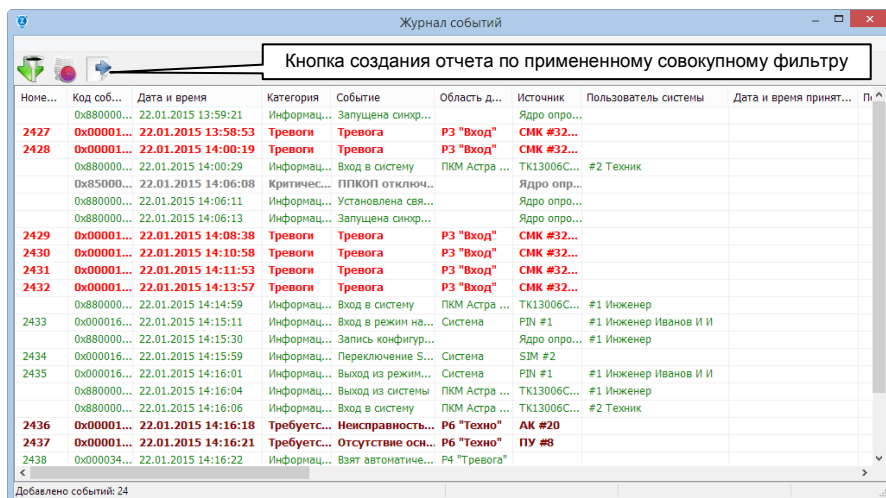 Журнал событий
Кнопка создания отчета по примененному совокупному фильтру
Номе... Код соб... Дата и время Категория Событие Область д... Источник Пользователь системы Дата и время принят...
0x880000... 22.01.2015 13:59:21 Информац... Запущена синхр... Ядро опро...
2427 0x00001... 22.01.2015 13:58:53 Тревоги Тревога Р3 "Вход" СМК #32...
2428 0x00001... 22.01.2015 14:00:19 Тревоги Тревога Р3 "Вход" СМК #32...
0x880000... 22.01.2015 14:00:29 Информац... Вход в систему ПКМ Астра ... TK13006C... #2 Техник
0x85000... 22.01.2015 14:06:08 Критичес... ППКОП отключ... Ядро опр...
0x880000... 22.01.2015 14:06:11 Информац... Установлена свя... Ядро опро...
0x880000... 22.01.2015 14:06:13 Информац... Запущена синхр... Ядро опро...
2429 0x00001... 22.01.2015 14:08:38 Тревоги Тревога Р3 "Вход" СМК #32...
2430 0x00001... 22.01.2015 14:10:58 Тревоги Тревога Р3 "Вход" СМК #32...
2431 0x00001... 22.01.2015 14:11:53 Тревоги Тревога Р3 "Вход" СМК #32...
2432 0x00001... 22.01.2015 14:13:57 Тревоги Тревога Р3 "Вход" СМК #32...
0x880000... 22.01.2015 14:14:59 Информац... Вход в систему ПКМ Астра ... TK13006C... #1 Инженер
2433 0x000016... 22.01.2015 14:15:11 Информац... Вход в режим на... Система PIN #1 #1 Инженер Иванов И И
0x880000... 22.01.2015 14:15:30 Информац... Запись конфигур... Ядро опро... #1 Инженер
2434 0x000016... 22.01.2015 14:15:59 Информац... Переключение S... Система SIM #2
2435 0x000016... 22.01.2015 14:16:01 Информац... Выход из режим... Система PIN #1 #1 Инженер Иванов И И
0x880000... 22.01.2015 14:16:04 Информац... Выход из системы ПКМ Астра ... TK13006C... #1 Инженер
0x880000... 22.01.2015 14:16:06 Информац... Вход в систему ПКМ Астра ... TK13006C... #2 Техник
2436 0x00001... 22.01.2015 14:16:18 Требуетс... Неисправность... Р6 "Техно" АК #20
2437 0x00001... 22.01.2015 14:16:21 Требуетс... Отсутствие осн... Р6 "Техно" ПУ #8
2438 0x000034... 22.01.2015 14:16:22 Информац... Взят автоматиче... Р4 "Тревога"
Добавлено событий: 24